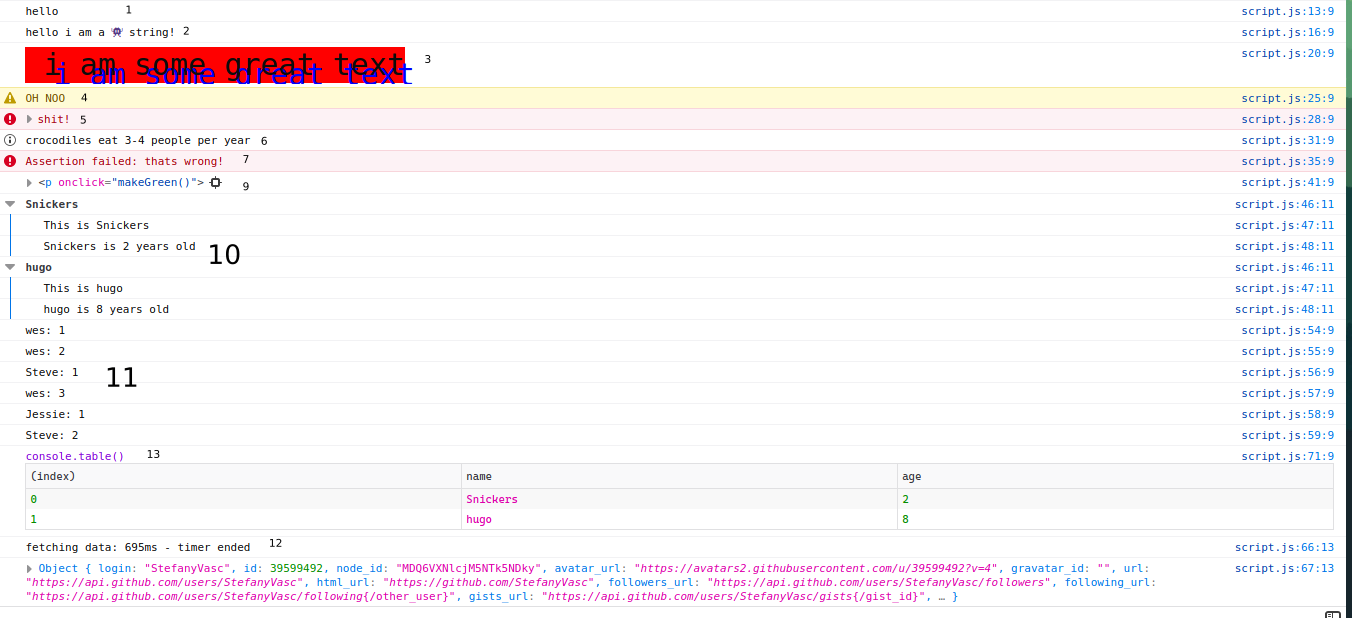 hello 1 script.js:13:9
hello i am a 👾 string! 2 script.js:16:9
i am some great text 3 script.js:20:9
i am some great text
OH NOO 4 script.js:25:9
shit! 5 script.js:28:9
crocodiles eat 3-4 people per year 6 script.js:31:9
Assertion failed: thats wrong! 7 script.js:35:9
<p onclick="makeGreen()"> 9 script.js:41:9
Snickers script.js:46:11
This is Snickers script.js:47:11
Snickers is 2 years old 10 script.js:48:11
hugo script.js:46:11
This is hugo script.js:47:11
hugo is 8 years old script.js:48:11
wes: 1 script.js:54:9
wes: 2 script.js:55:9
Steve: 1 11 script.js:56:9
wes: 3 script.js:57:9
Jessie: 1 script.js:58:9
Steve: 2 script.js:59:9
console.table() 13 script.js:71:9
(index) name age
0 Snickers 2
1 hugo 8
fetching data: 695ms - timer ended 12 script.js:66:13
Object { login: "StefanyVasc", id: 39599492, node_id: "MDQ6VXNlcjM5NTk5NDky", avatar_url: "https://avatars2.githubusercontent.com/u/39599492?v=4", gravatar_id: "", url: script.js:67:13
"https://api.github.com/users/StefanyVasc", html_url: "https://github.com/StefanyVasc", followers_url: "https://api.github.com/users/StefanyVasc/followers", following_url:
"https://api.github.com/users/StefanyVasc/following{/other_user}", gists_url: "https://api.github.com/users/StefanyVasc/gists{/gist_id}", … }